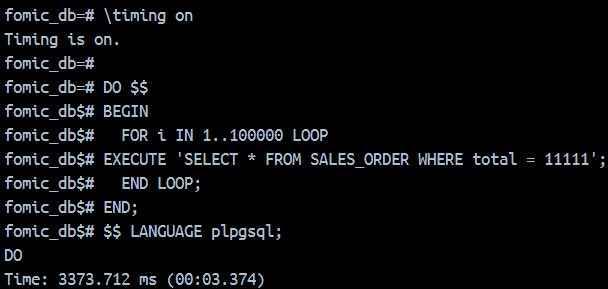 fomic_db=# \timing on
Timing is on.
fomic_db=#
fomic_db=# DO $$
fomic_db$# BEGIN
fomic_db$#   FOR i IN 1..100000 LOOP
fomic_db$# EXECUTE 'SELECT * FROM SALES_ORDER WHERE total = 11111';
fomic_db$#   END LOOP;
fomic_db$# END;
fomic_db$# $$ LANGUAGE plpgsql;
DO
Time: 3373.712 ms (00:03.374)